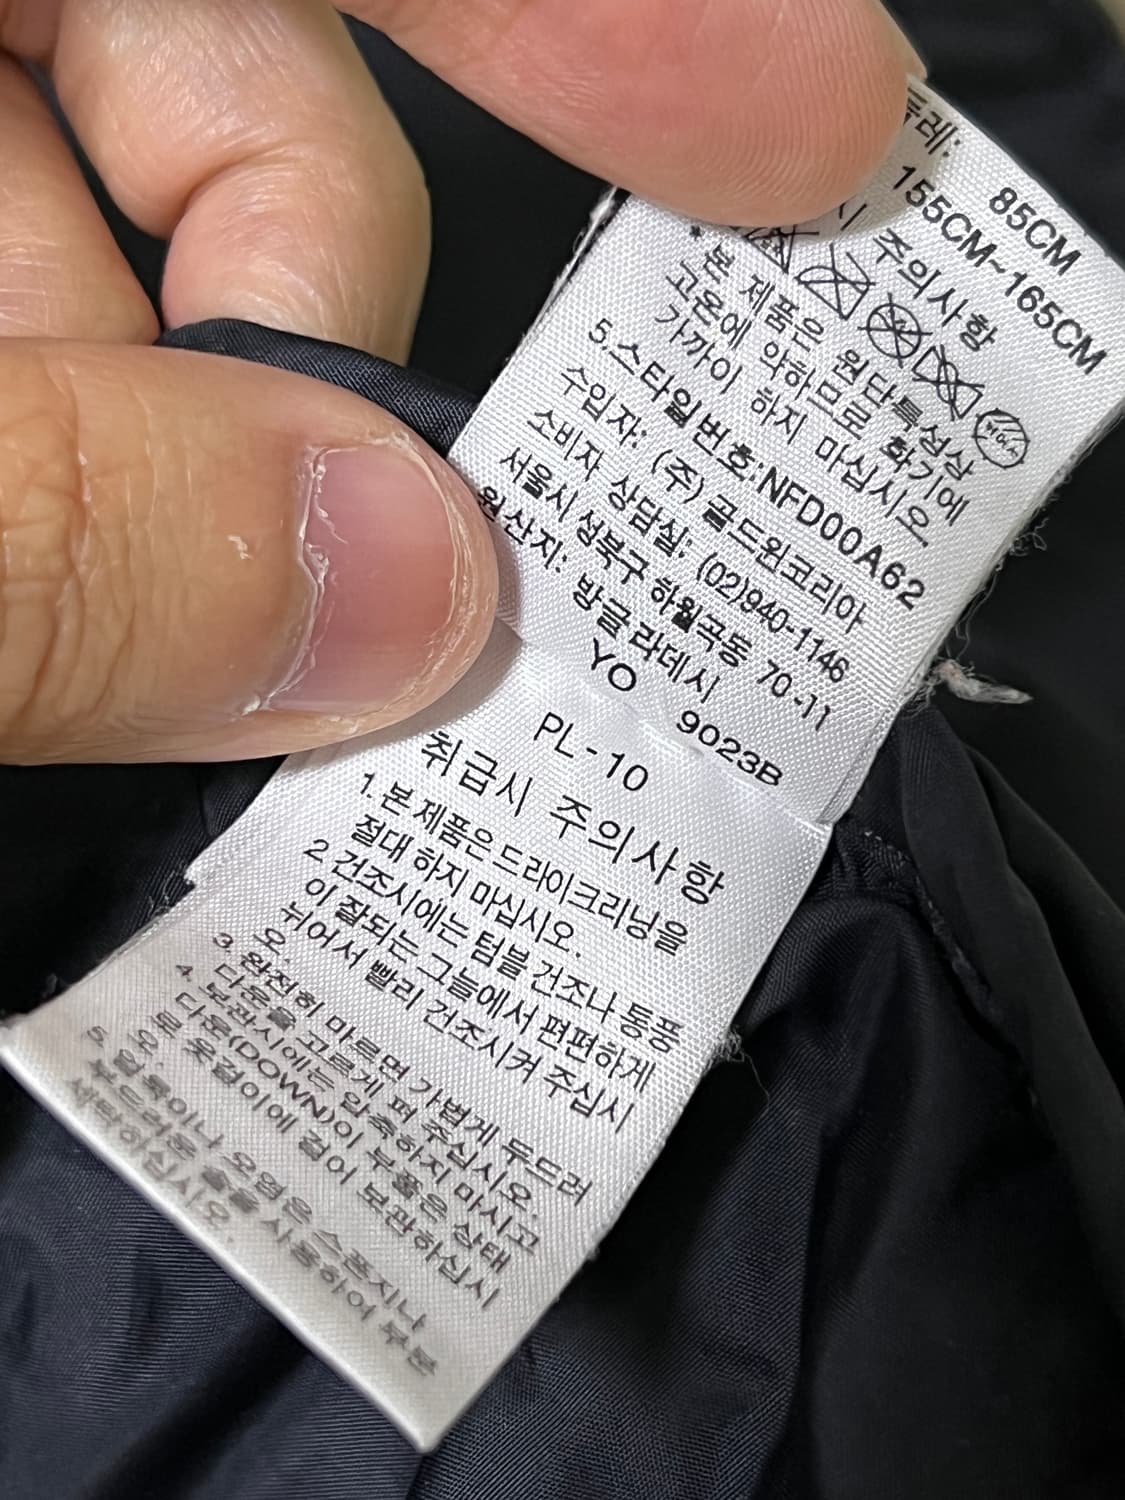 둘레: 85CM
155CM~165CM
시 주의사항
* 본 제품은 원단특성상
고온에 약하므로 화기에
가까이 하지 마십시오.
5.스타일번호:NFD00A62
수입자: (주) 골드윈코리아
소비자 상담실: (02)940-1146
서울시 성북구 하월곡동 70-11
원산지: 방글라데시
YO 9023B
PL-10
취급시 주의사항
1.본 제품은드라이크리닝을
절대 하지 마십시오.
2 건조시에는 텀블 건조나 통풍
이 잘되는 그늘에서 편편하게
뉘어서 빨리 건조시켜 주십시
오.
3. 완전히 마르면 가볍게 두드러
다운을 고르게 펴 주십시오.
4. 보관시에는 압축하지 마시고
다운(DOWN)이 부풀은 상태
로 옷걸이에 걸어 보관하십시
오.
5. 얼룩이나 오염은 스폰지나
부드러운 솔을 사용하여 부분
세탁하십시오.